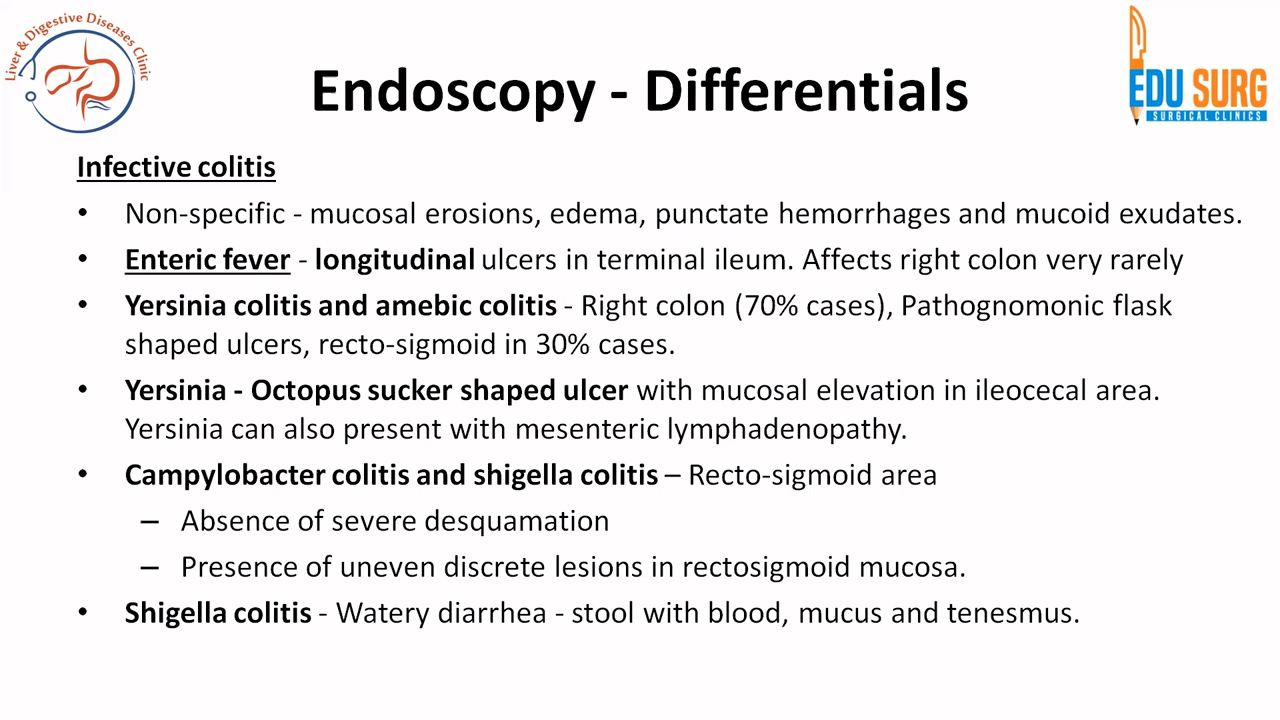 Liver & Digestive Diseases Clinic
EDU SURG
SURGICAL CLINICS
Endoscopy - Differentials
Infective colitis
• Non-specific - mucosal erosions, edema, punctate hemorrhages and mucoid exudates.
• Enteric fever - longitudinal ulcers in terminal ileum. Affects right colon very rarely
• Yersinia colitis and amebic colitis - Right colon (70% cases), Pathognomonic flask
shaped ulcers, recto-sigmoid in 30% cases.
• Yersinia - Octopus sucker shaped ulcer with mucosal elevation in ileocecal area.
Yersinia can also present with mesenteric lymphadenopathy.
• Campylobacter colitis and shigella colitis – Recto-sigmoid area
– Absence of severe desquamation
– Presence of uneven discrete lesions in rectosigmoid mucosa.
• Shigella colitis - Watery diarrhea - stool with blood, mucus and tenesmus.